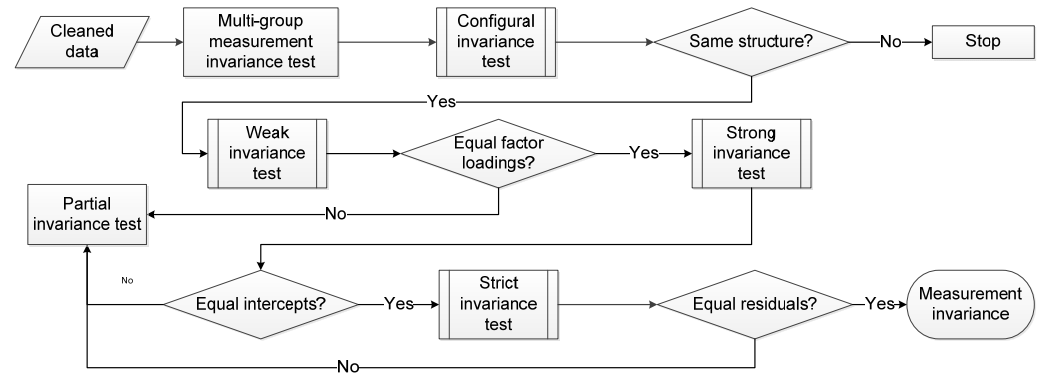 Cleaned
data
Multi-group
measurement
invariance test
Configural
invariance
test
Same structure?
No
Stop
Yes
Weak
invariance
test
Equal factor
loadings?
Yes
Strong
invariance
test
No
Partial
invariance test
No
Equal intercepts?
Yes
Strict
invariance
test
Equal residuals?
Yes
Measurement
invariance
No